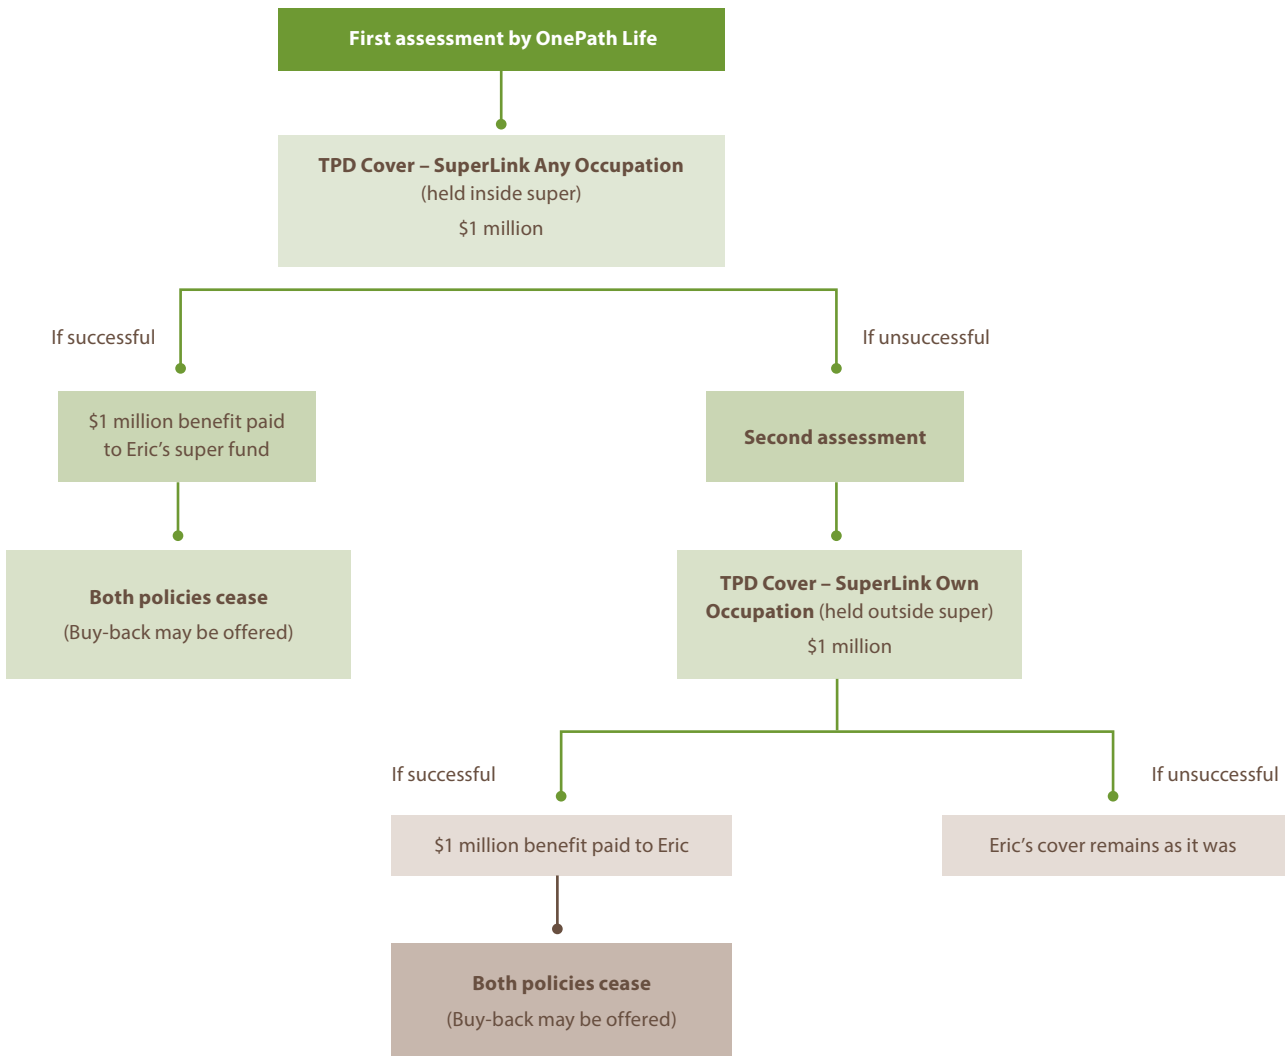 First assessment by OnePath Life
TPD Cover – SuperLink Any Occupation
(held inside super)
$1 million
If successful
If unsuccessful
$1 million benefit paid
to Eric’s super fund
Second assessment
Both policies cease
(Buy-back may be offered)
TPD Cover – SuperLink Own
Occupation (held outside super)
$1 million
If successful
If unsuccessful
$1 million benefit paid to Eric
Eric’s cover remains as it was
Both policies cease
(Buy-back may be offered)